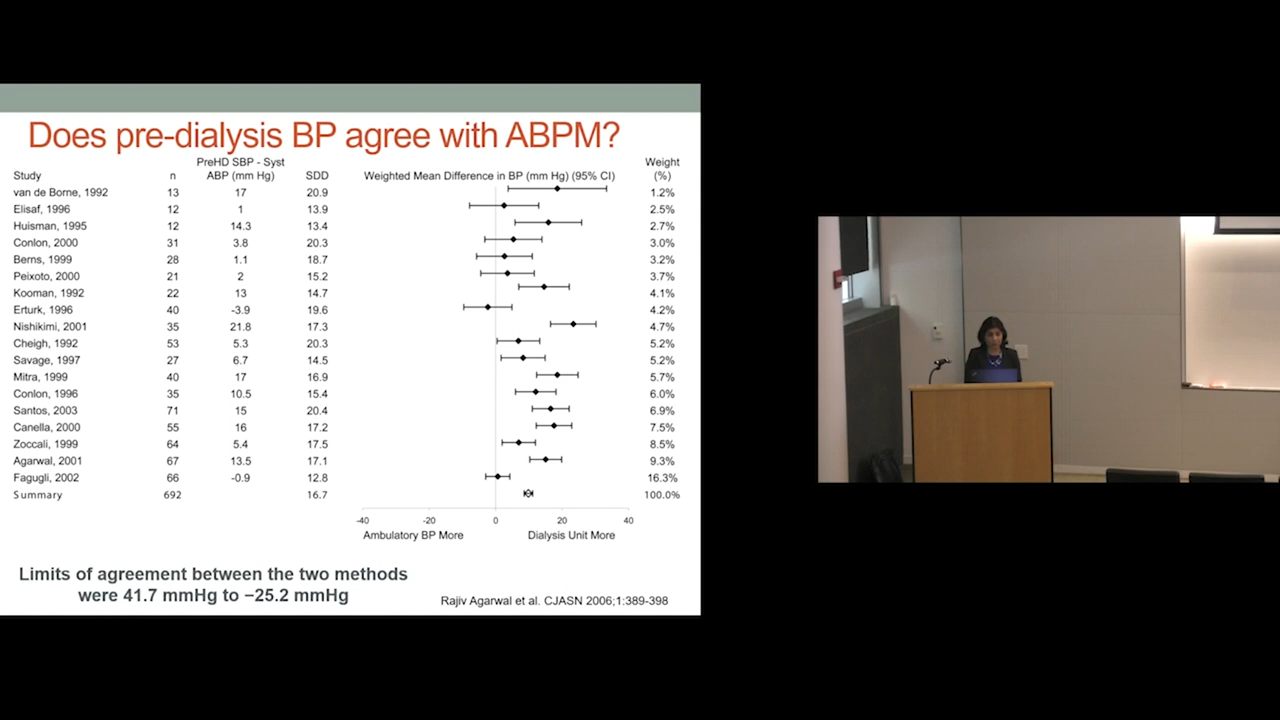 Does pre-dialysis BP agree with ABPM?
PreHD SBP - Syst Weight
Study n ABP (mm Hg) SDD Weighted Mean Difference in BP (mm Hg) (95% CI) (%)
van de Borne, 1992 13 17 20.9 1.2%
Elisaf, 1996 12 1 13.9 2.5%
Huisman, 1995 12 14.3 13.4 2.7%
Conlon, 2000 31 3.8 20.3 3.0%
Berns, 1999 28 1.1 18.7 3.2%
Peixoto, 2000 21 2 15.2 3.7%
Kooman, 1992 22 13 14.7 4.1%
Erturk, 1996 40 -3.9 19.6 4.2%
Nishikimi, 2001 35 21.8 17.3 4.7%
Cheigh, 1992 53 5.3 20.3 5.2%
Savage, 1997 27 6.7 14.5 5.2%
Mitra, 1999 40 17 16.9 5.7%
Conlon, 1996 35 10.5 15.4 6.0%
Santos, 2003 71 15 20.4 6.9%
Canella, 2000 55 16 17.2 7.5%
Zoccali, 1999 64 5.4 17.5 8.5%
Agarwal, 2001 67 13.5 17.1 9.3%
Fagugli, 2002 66 -0.9 12.8 16.3%
Summary 692 16.7 100.0%
-40 -20 0 20 40
Ambulatory BP More Dialysis Unit More
Limits of agreement between the two methods
were 41.7 mmHg to −25.2 mmHg
Rajiv Agarwal et al. CJASN 2006;1:389-398